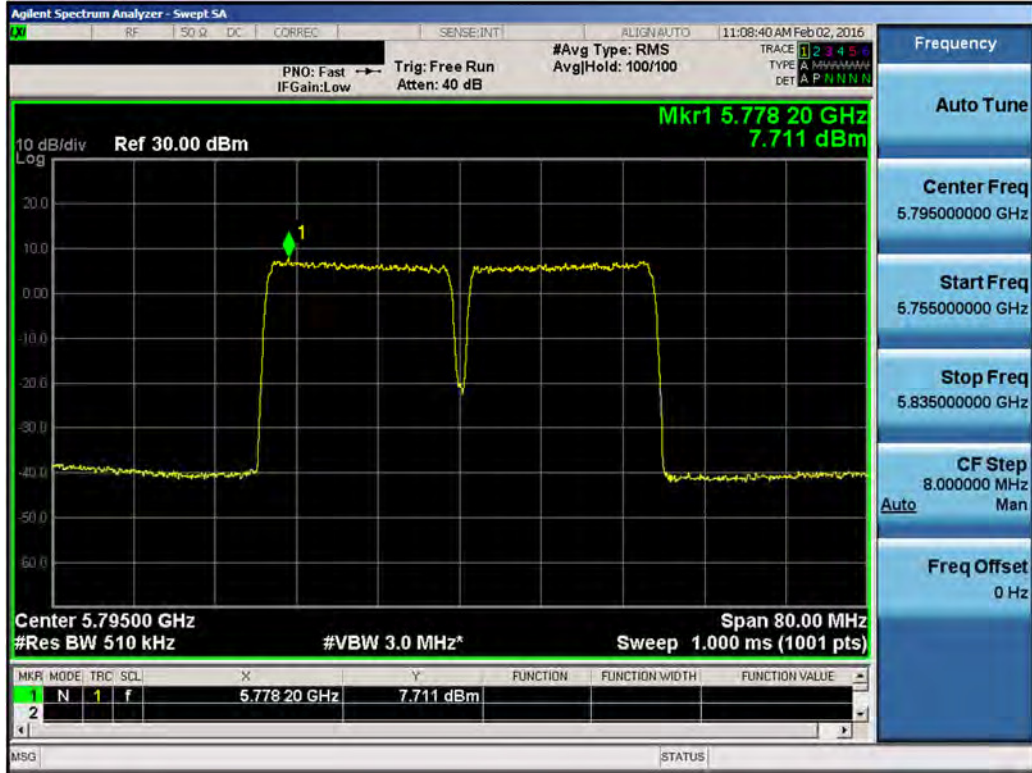 Agilent Spectrum Analyzer - Swept SA
LXI RF 50 Ω DC CORREC SENSE:INT ALIGN AUTO 11:08:40 AM Feb 02, 2016
PNO: Fast
IFGain:Low
Trig: Free Run
Atten: 40 dB
#Avg Type: RMS
Avg|Hold: 100/100
TRACE 1 2 3 4 5 6
TYPE A M
DET A P N N N N
Mkr1 5.778 20 GHz
7.711 dBm
10 dB/div Ref 30.00 dBm
Log
20.0
10.0
0.00
-10.0
-20.0
-30.0
-40.0
-50.0
-60.0
1
Center 5.79500 GHz Span 80.00 MHz
#Res BW 510 kHz #VBW 3.0 MHz* Sweep 1.000 ms (1001 pts)
MKR MODE TRC SCL X Y FUNCTION FUNCTION WIDTH FUNCTION VALUE
1 N 1 f 5.778 20 GHz 7.711 dBm
2
MSG STATUS
Frequency
Auto Tune
Center Freq
5.795000000 GHz
Start Freq
5.755000000 GHz
Stop Freq
5.835000000 GHz
CF Step
8.000000 MHz
Auto Man
Freq Offset
0 Hz